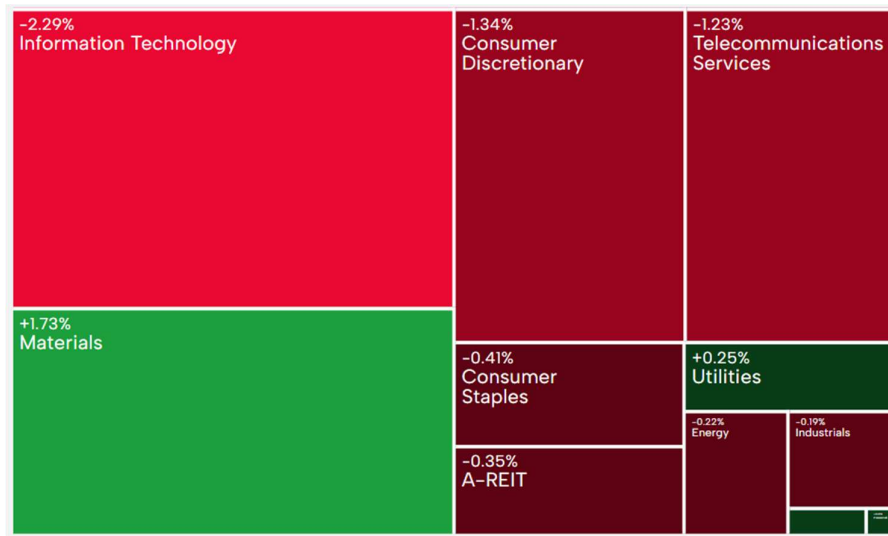 -2.29%
Information Technology
-1.34%
Consumer
Discretionary
-1.23%
Telecommunications
Services
+1.73%
Materials
-0.41%
Consumer
Staples
+0.25%
Utilities
-0.35%
A-REIT
-0.22%
Energy
-0.19%
Industrials